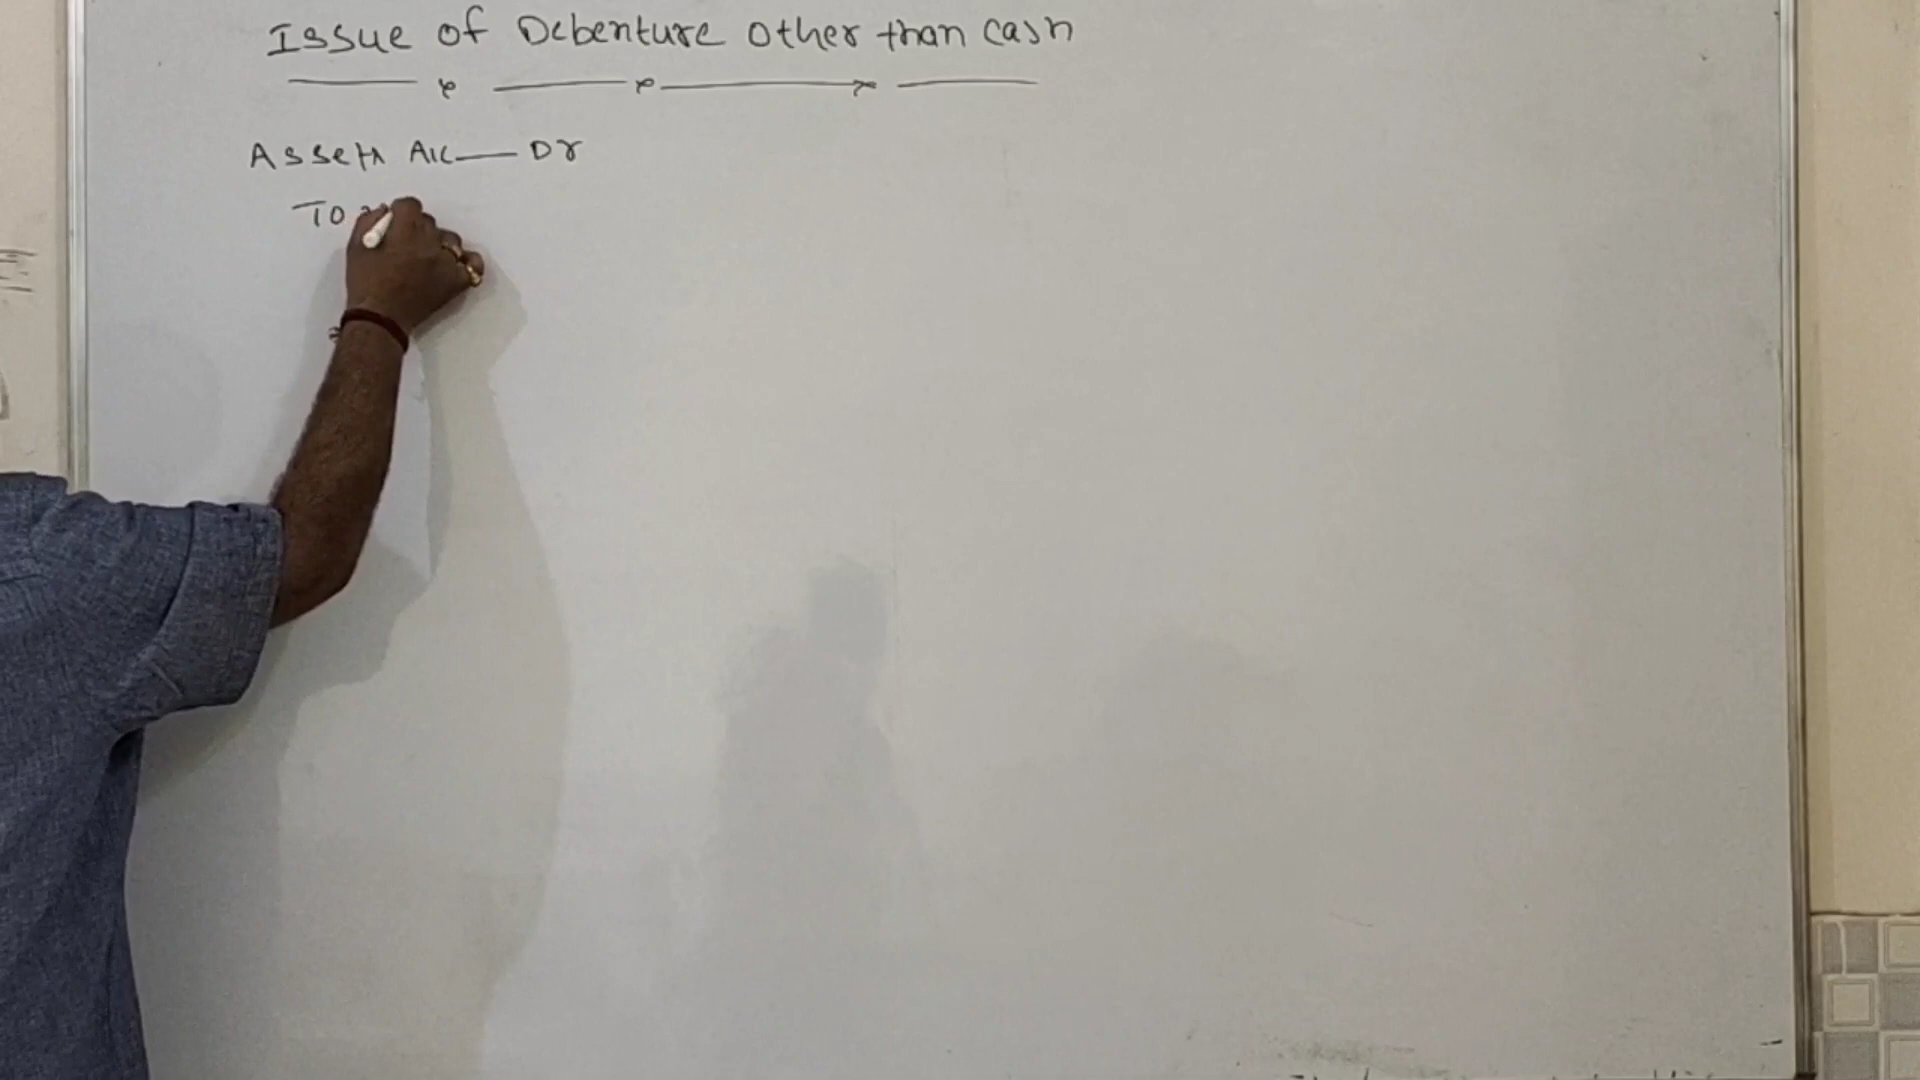 Issue of Debenture other than cash
Assets A/c — Dr
To